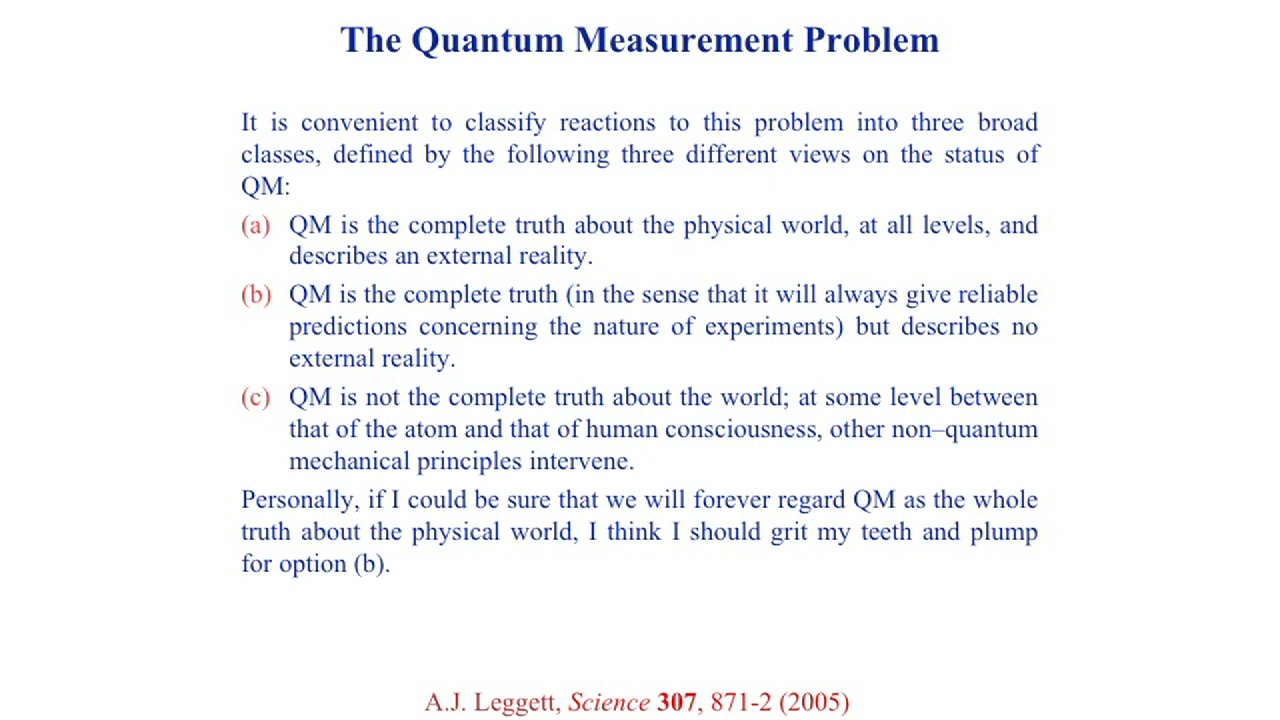 The Quantum Measurement Problem
It is convenient to classify reactions to this problem into three broad
classes, defined by the following three different views on the status of
QM:
(a) QM is the complete truth about the physical world, at all levels, and
describes an external reality.
(b) QM is the complete truth (in the sense that it will always give reliable
predictions concerning the nature of experiments) but describes no
external reality.
(c) QM is not the complete truth about the world; at some level between
that of the atom and that of human consciousness, other non–quantum
mechanical principles intervene.
Personally, if I could be sure that we will forever regard QM as the whole
truth about the physical world, I think I should grit my teeth and plump
for option (b).
A.J. Leggett, Science 307, 871-2 (2005)